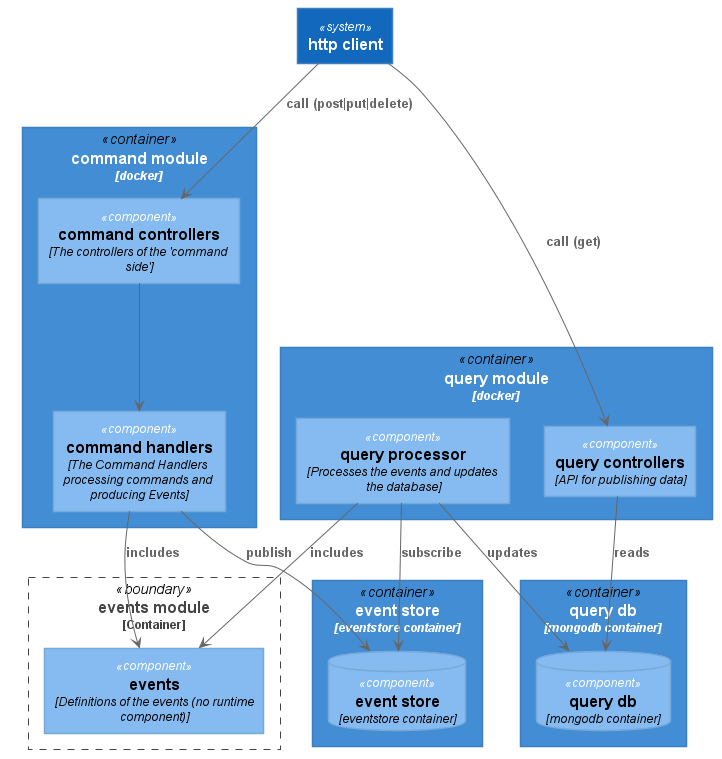 «system»
http client
call (post|put|delete)
«container»
command module
[docker]
«component»
command controllers
[The controllers of the 'command
side']
call (get)
«container»
query module
[docker]
«component»
command handlers
[The Command Handlers
processing commands and
producing Events]
«component»
query processor
[Processes the events and updates
the database]
«component»
query controllers
[API for publishing data]
includes
publish
includes
subscribe
updates
reads
«boundary»
events module
[Container]
«component»
events
[Definitions of the events (no runtime
component)]
«container»
event store
[eventstore container]
«component»
event store
[eventstore container]
«container»
query db
[mongodb container]
«component»
query db
[mongodb container]